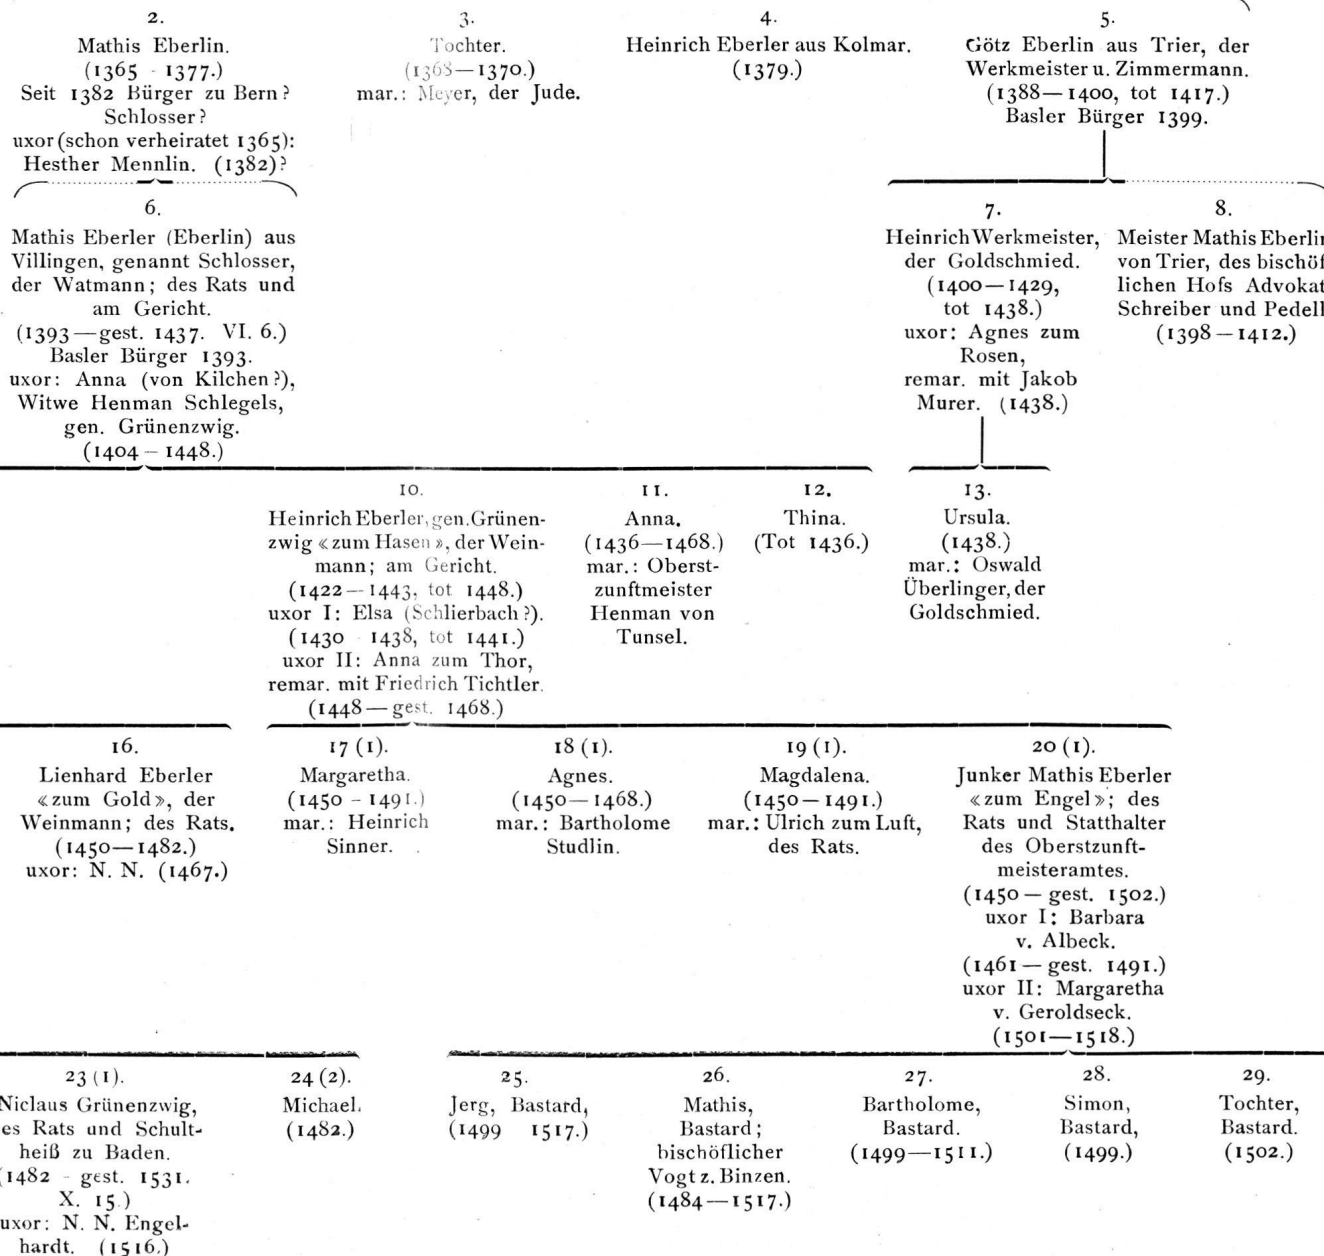 2.
Mathis Eberlin.
(1365 - 1377.)
Seit 1382 Bürger zu Bern?
Schlosser?
uxor (schon verheiratet 1365):
Hesther Mennlin. (1382)?
3.
Tochter.
(1368—1370.)
mar.: Meyer, der Jude.
4.
Heinrich Eberler aus Kolmar.
(1379.)
5.
Götz Eberlin aus Trier, der
Werkmeister u. Zimmermann.
(1388—1400, tot 1417.)
Basler Bürger 1399.
6.
Mathis Eberler (Eberlin) aus
Villingen, genannt Schlosser,
der Watmann; des Rats und
am Gericht.
(1393—gest. 1437. VI. 6.)
Basler Bürger 1393.
uxor: Anna (von Kilchen?),
Witwe Henman Schlegels,
gen. Grünenzwig.
(1404—1448.)
7.
Heinrich Werkmeister,
der Goldschmied.
(1400—1429,
tot 1438.)
uxor: Agnes zum
Rosen,
remar. mit Jakob
Murer. (1438.)
8.
Meister Mathis Eberlin
von Trier, des bischöf
lichen Hofs Advokat
Schreiber und Pedell
(1398—1412.)
10.
Heinrich Eberler, gen. Grünen-
zwig «zum Hasen», der Wein-
mann; am Gericht.
(1422—1443, tot 1448.)
uxor I: Elsa (Schlierbach?).
(1430 1438, tot 1441.)
uxor II: Anna zum Thor,
remar. mit Friedrich Tichtler.
(1448—gest. 1468.)
11.
Anna.
(1436—1468.)
mar.: Oberst-
zunftmeister
Henman von
Tunsel.
12.
Thina.
(Tot 1436.)
13.
Ursula.
(1438.)
mar.: Oswald
Überlinger, der
Goldschmied.
16.
Lienhard Eberler
«zum Gold», der
Weinmann; des Rats.
(1450—1482.)
uxor: N. N. (1467.)
17 (1).
Margaretha.
(1450 - 1491.)
mar.: Heinrich
Sinner.
18 (1).
Agnes.
(1450—1468.)
mar.: Bartholome
Studlin.
19 (1).
Magdalena.
(1450—1491.)
mar.: Ulrich zum Luft,
des Rats.
20 (1).
Junker Mathis Eberler
«zum Engel»; des
Rats und Statthalter
des Oberstzunft-
meisteramtes.
(1450—gest. 1502.)
uxor I: Barbara
v. Albeck.
(1461—gest. 1491.)
uxor II: Margaretha
v. Geroldseck.
(1501—1518.)
23 (1).
Niclaus Grünenzwig,
es Rats und Schult-
heiß zu Baden.
(1482 - gest. 1531.
X. 15.)
uxor: N. N. Engel-
hardt. (1516.)
24 (2).
Michael.
(1482.)
25.
Jerg, Bastard,
(1499 1517.)
26.
Mathis,
Bastard;
bischöflicher
Vogt z. Binzen.
(1484—1517.)
27.
Bartholome,
Bastard.
(1499—1511.)
28.
Simon,
Bastard,
(1499.)
29.
Tochter,
Bastard.
(1502.)